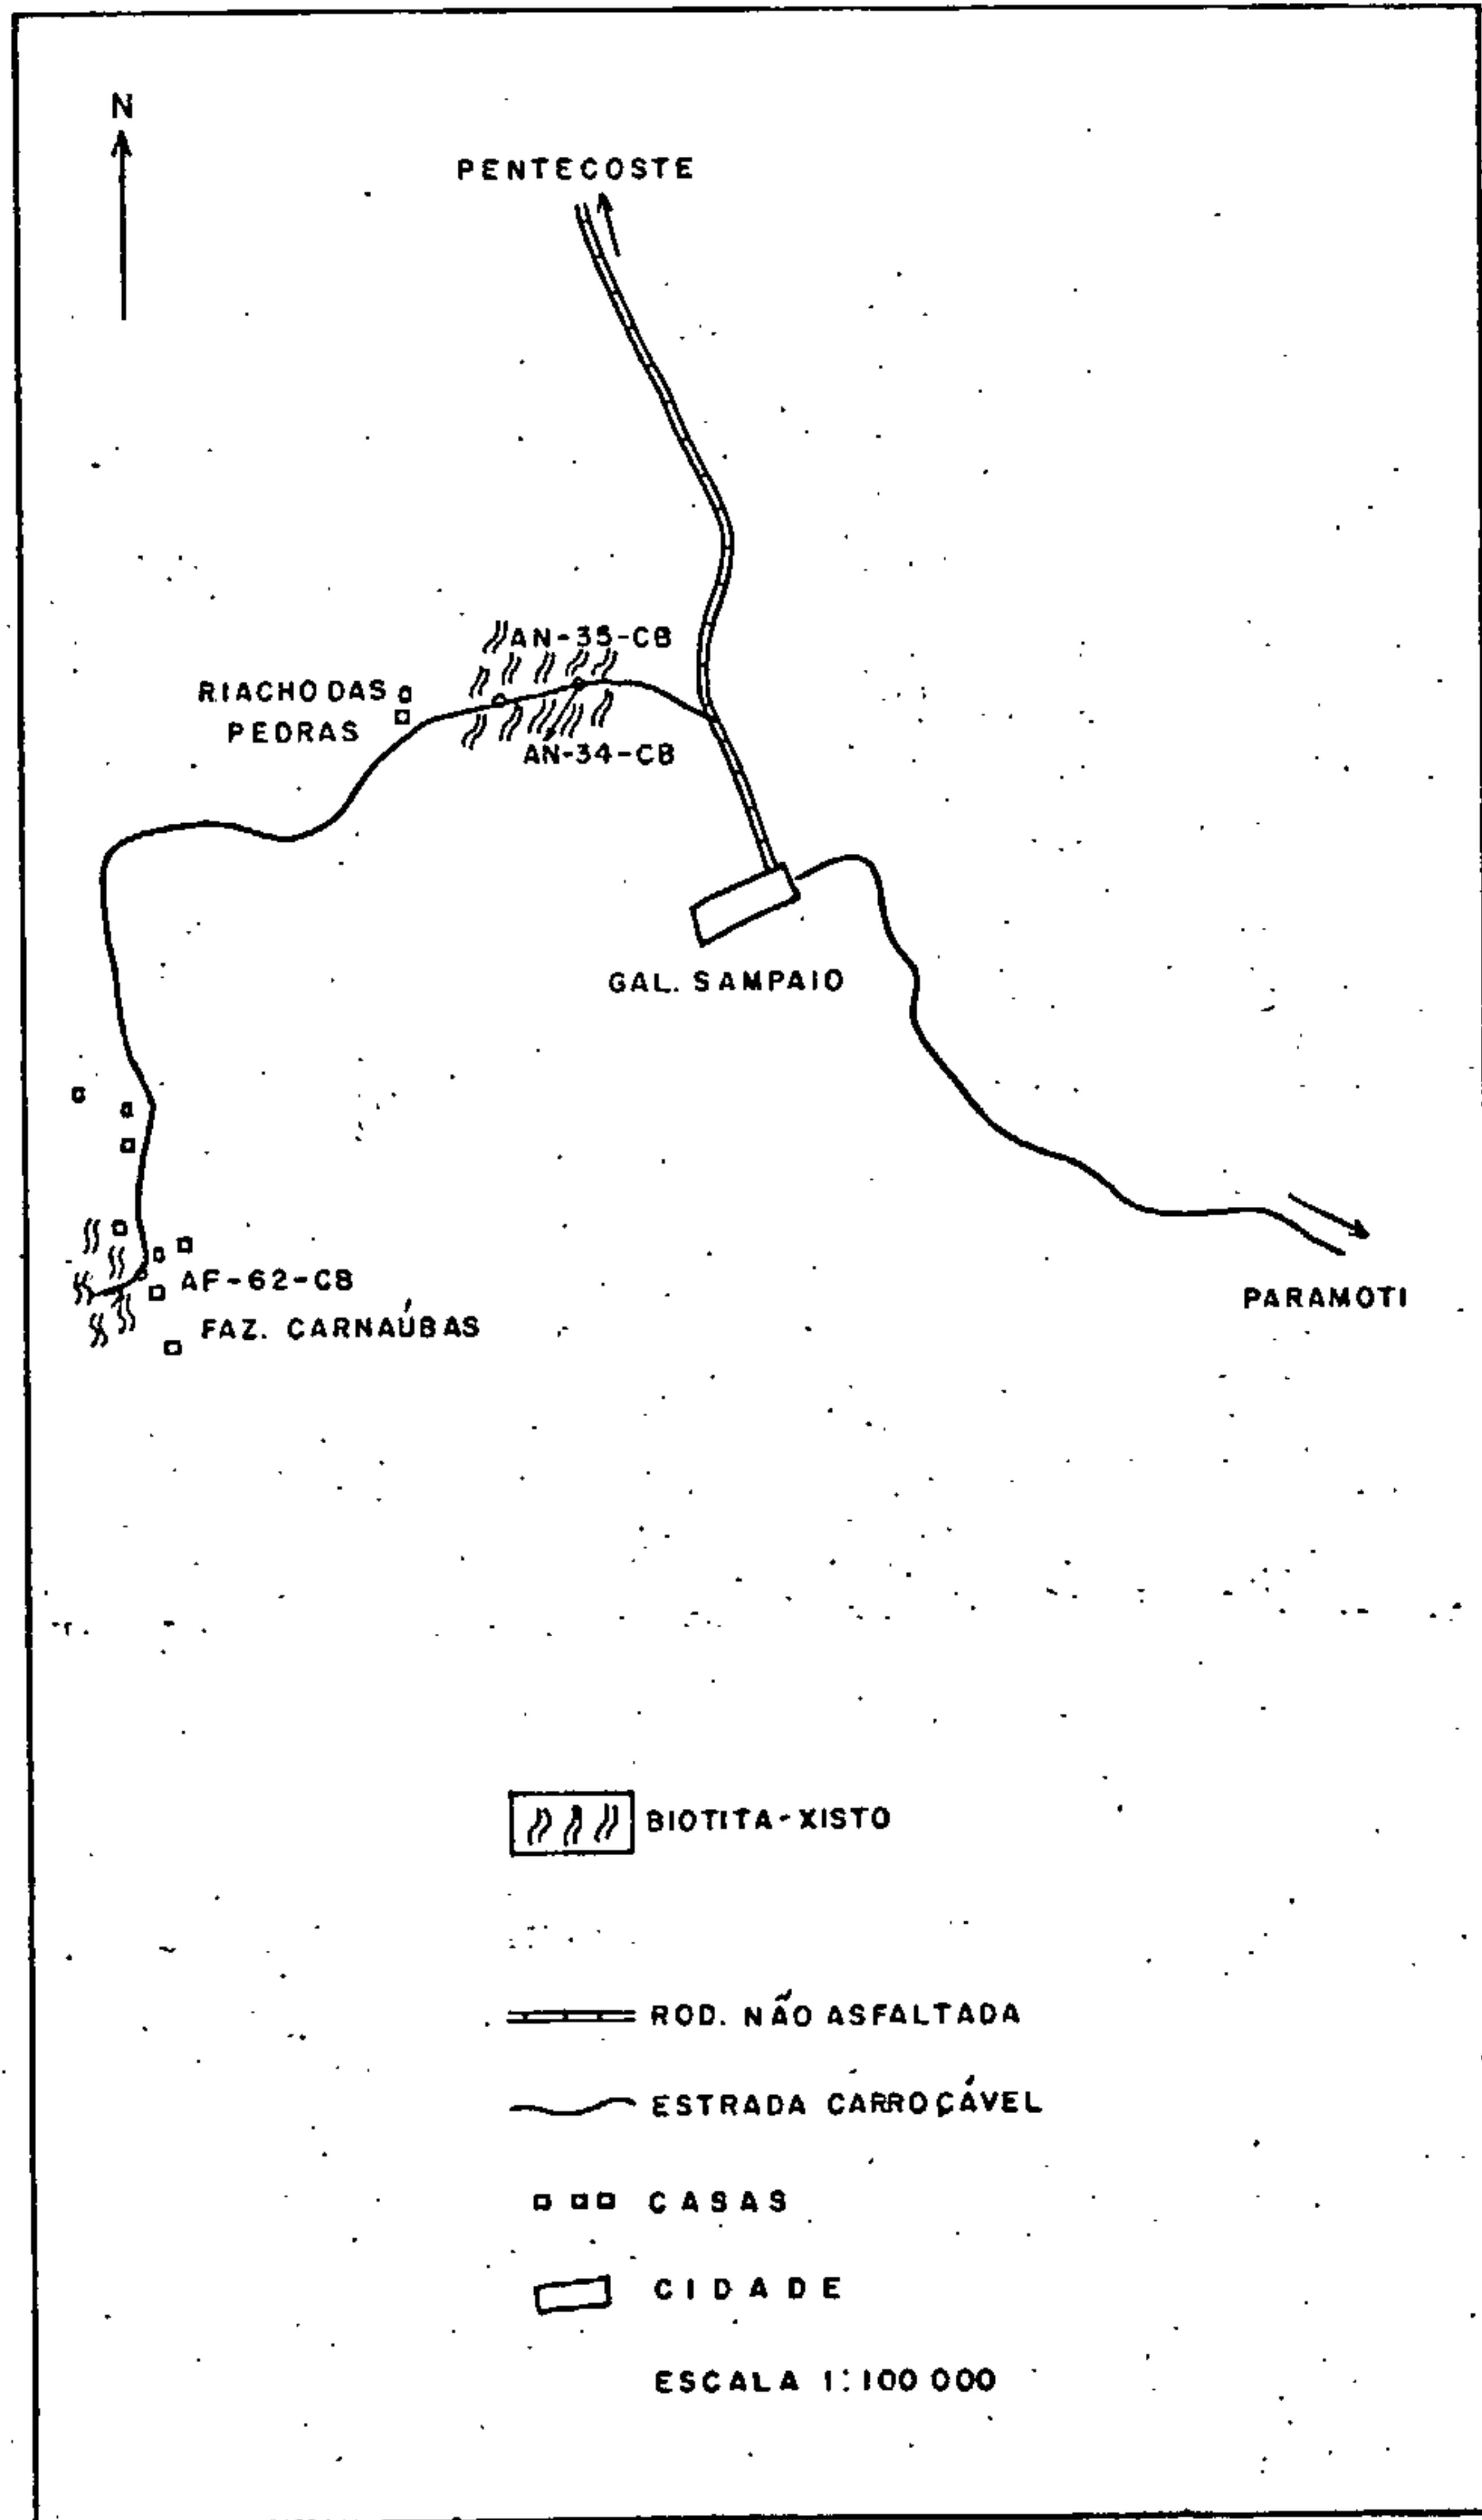 N
PENTECOSTE
AN-35-CB
RIACHO DAS
PEDRAS
AN-34-CB
GAL. SAMPAIO
AF-62-CB
FAZ. CARNAÚBAS
PARAMOTI
BIOTITA-XISTO
ROD. NÃO ASFALTADA
ESTRADA CARROÇÁVEL
CASAS
CIDADE
ESCALA 1:100 000